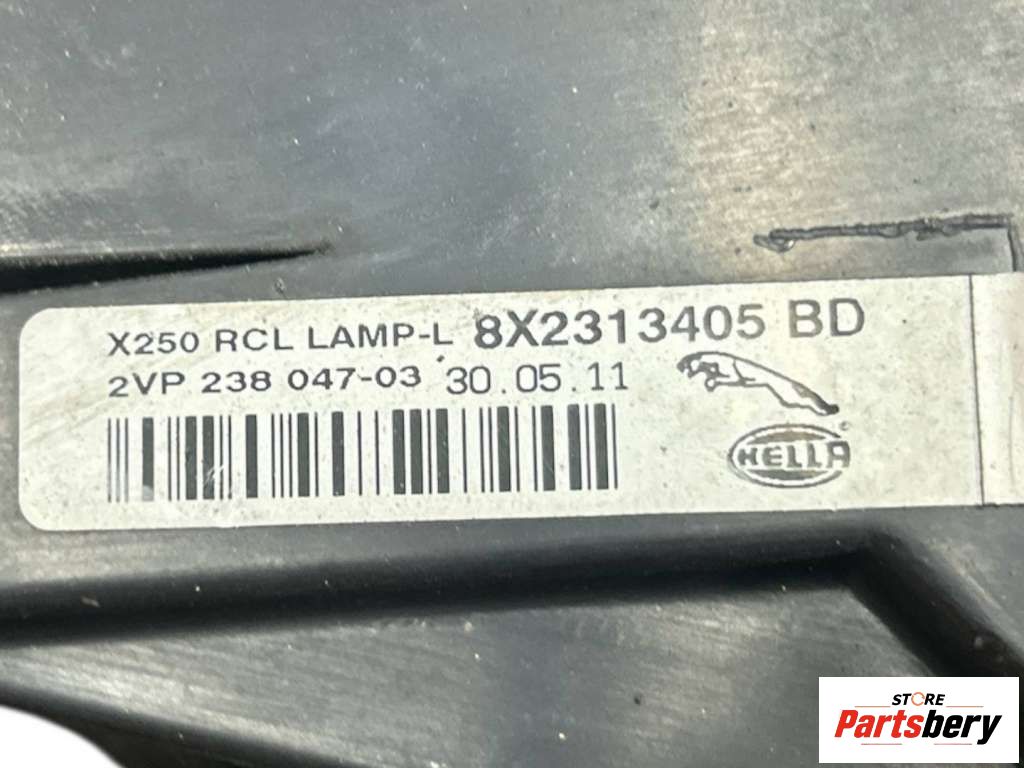 X250 RCL LAMP-L 8X2313405 BD
2VP 238 047-03 30.05.11
HELLA
STORE
Partsbery